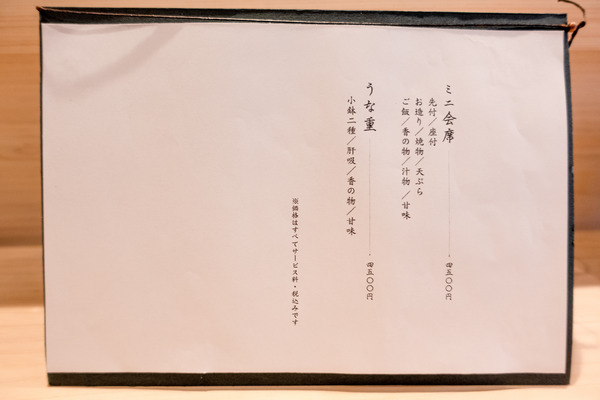 ミニ会席 四五〇〇円
先付／座付
お造り／焼物／天ぷら
ご飯／香の物／汁物／甘味
うな重 四五〇〇円
小鉢二種／肝吸／香の物／甘味
※価格はすべてサービス料・税込みです